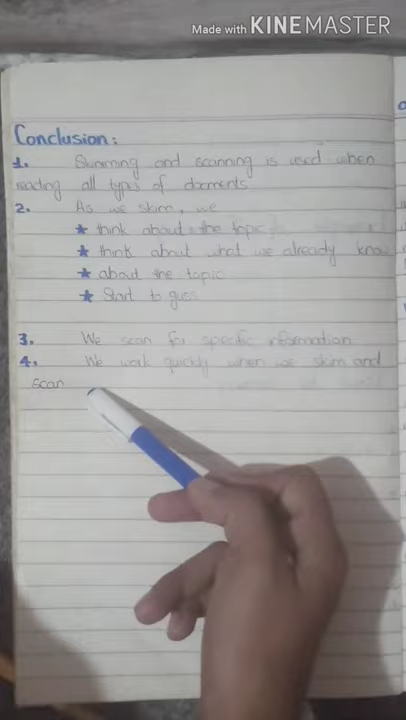 Made with KINEMASTER
Conclusion:
1. Skimming and scanning is used when
reading all types of docments
2. As we skim, we
★ think about the topic
★ think about what we already know
★ about the topic
★ Start to guss
3. We scan for specific information
4. We work quickly when we skim and
scan